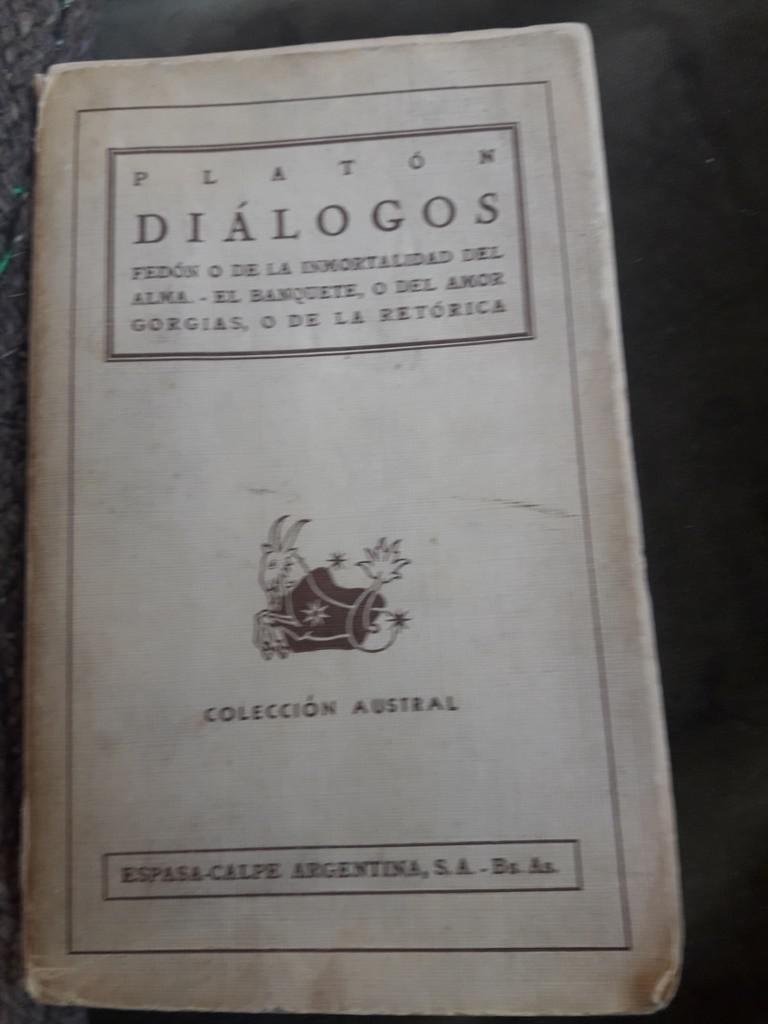 PLATÓN
DIÁLOGOS
FEDÓN O DE LA INMORTALIDAD DEL
ALMA. - EL BANQUETE, O DEL AMOR
GORGIAS, O DE LA RETÓRICA
COLECCIÓN AUSTRAL
ESPASA-CALPE ARGENTINA, S. A. - Bs. As.